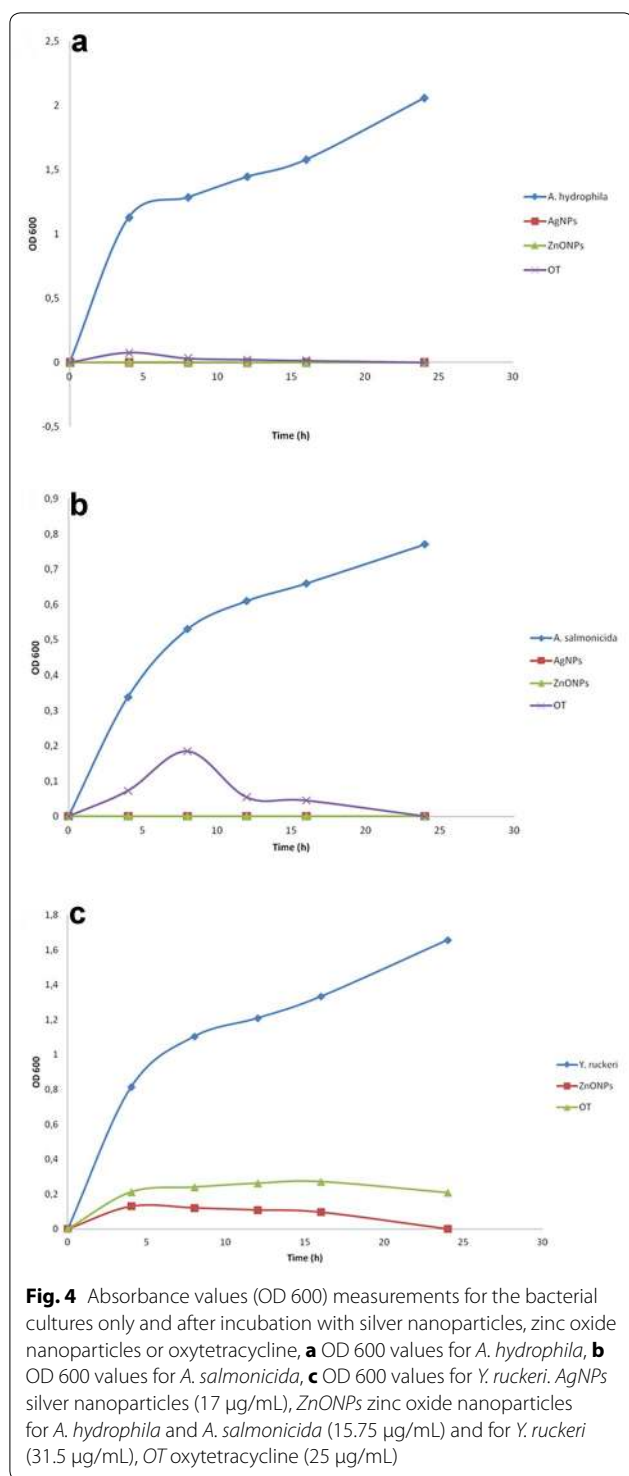 a
2,5
2
1,5
1
0,5
0
-0,5
OD 600
0 5 10 15 20 25 30
Time (h)
A. hydrophila
AgNPs
ZnONPs
OT
b
0,9
0,8
0,7
0,6
0,5
0,4
0,3
0,2
0,1
0
OD 600
0 5 10 15 20 25 30
Time (h)
A. salmonicida
AgNPs
ZnONPs
OT
c
1,8
1,6
1,4
1,2
1
0,8
0,6
0,4
0,2
0
OD 600
0 5 10 15 20 25 30
Time (h)
Y. ruckeri
ZnONPs
OT
Fig. 4 Absorbance values (OD 600) measurements for the bacterial
cultures only and after incubation with silver nanoparticles, zinc oxide
nanoparticles or oxytetracycline, a OD 600 values for A. hydrophila, b
OD 600 values for A. salmonicida, c OD 600 values for Y. ruckeri. AgNPs
silver nanoparticles (17 µg/mL), ZnONPs zinc oxide nanoparticles
for A. hydrophila and A. salmonicida (15.75 µg/mL) and for Y. ruckeri
(31.5 µg/mL), OT oxytetracycline (25 µg/mL)